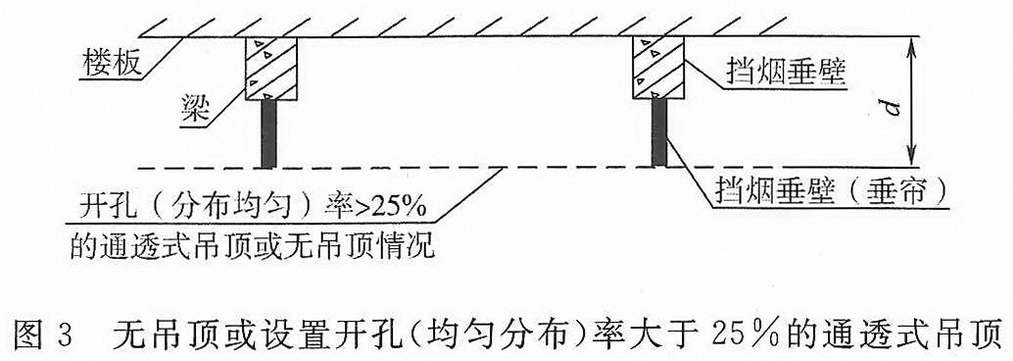 楼板
梁
挡烟垂壁
d
挡烟垂壁（垂帘）
开孔（分布均匀）率>25%
的通透式吊顶或无吊顶情况
图 3 无吊顶或设置开孔(均匀分布)率大于 25%的通透式吊顶